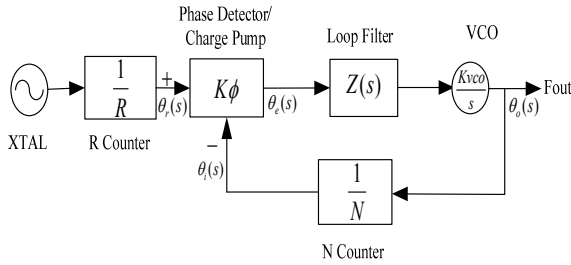 Phase Detector/
Charge Pump
Loop Filter
VCO
1
R
+
θr(s)
Kϕ
θe(s)
Z(s)
Kvco
s
Fout
θo(s)
XTAL
R Counter
−
θi(s)
1
N
N Counter